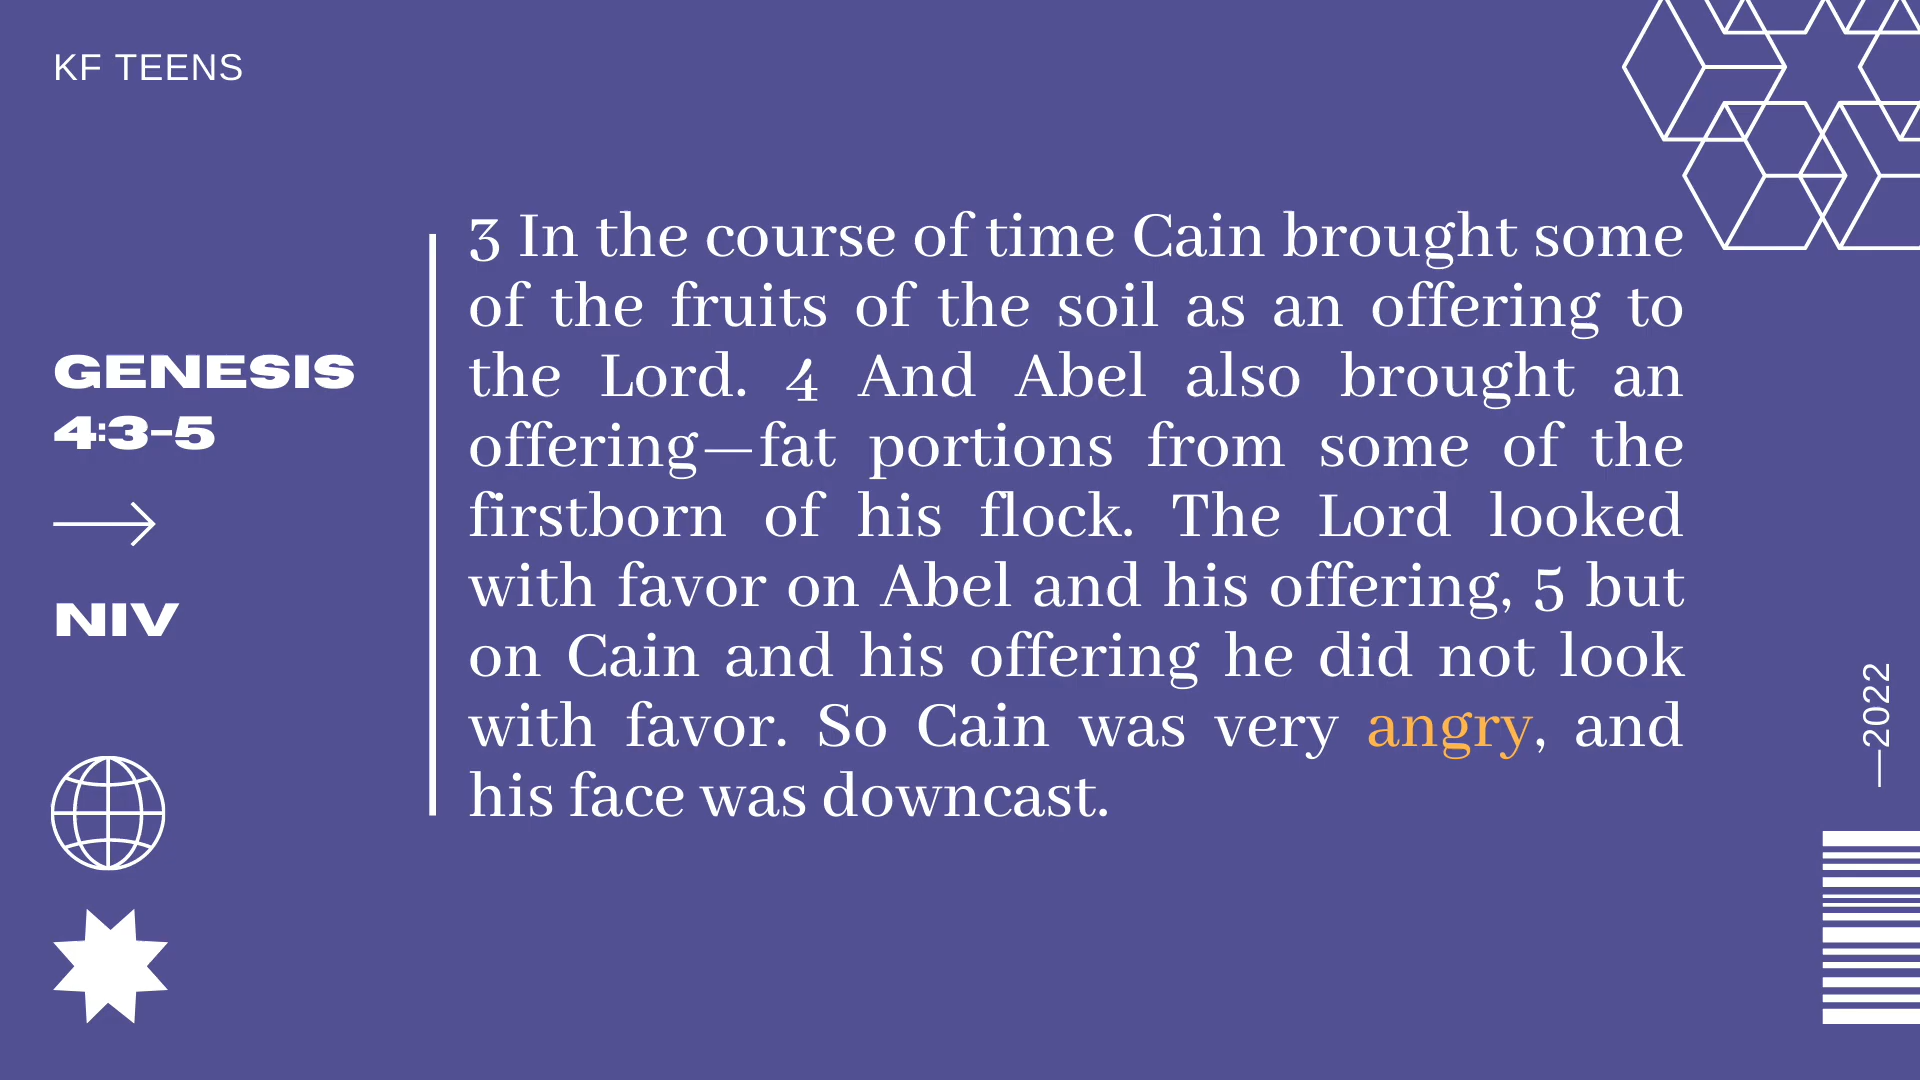 KF TEENS
GENESIS
4:3-5
NIV
3 In the course of time Cain brought some
of the fruits of the soil as an offering to
the Lord. 4 And Abel also brought an
offering—fat portions from some of the
firstborn of his flock. The Lord looked
with favor on Abel and his offering, 5 but
on Cain and his offering he did not look
with favor. So Cain was very angry, and
his face was downcast.
—2022